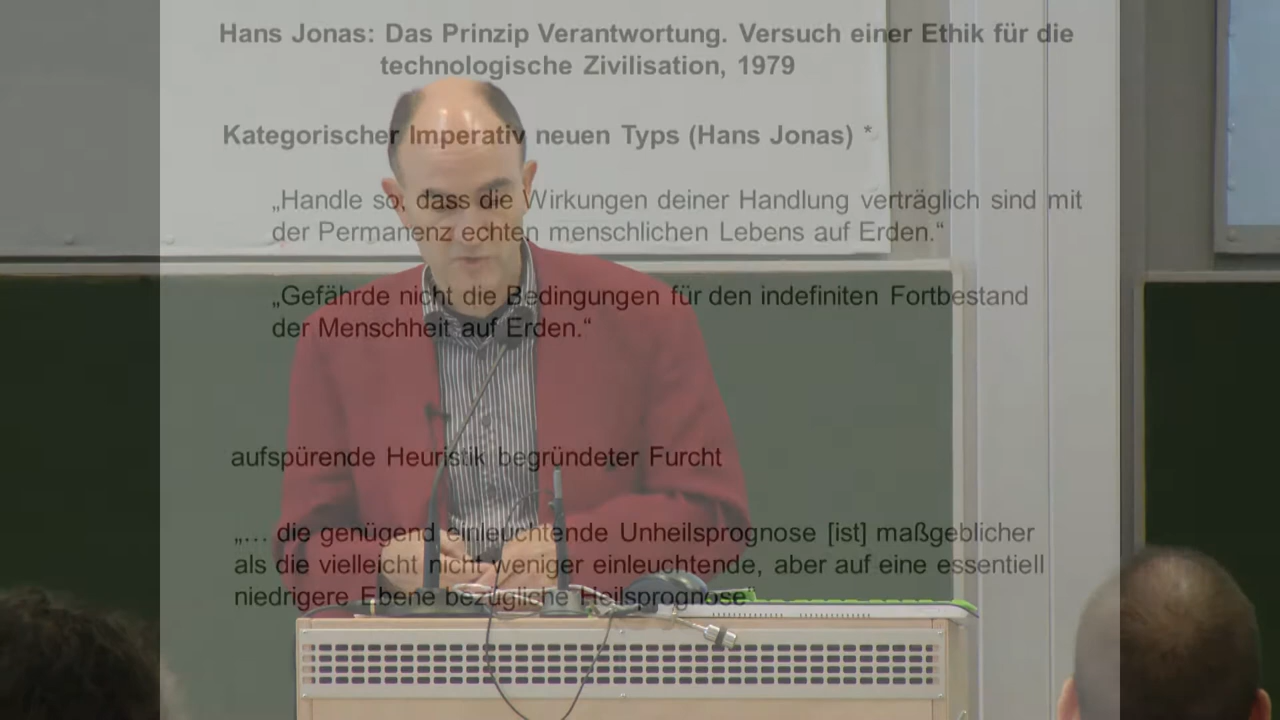 Hans Jonas: Das Prinzip Verantwortung. Versuch einer Ethik für die
technologische Zivilisation, 1979
Kategorischer Imperativ neuen Typs (Hans Jonas) *
„Handle so, dass die Wirkungen deiner Handlung verträglich sind mit
der Permanenz echten menschlichen Lebens auf Erden.“
„Gefährde nicht die Bedingungen für den indefiniten Fortbestand
der Menschheit auf Erden.“
aufspürende Heuristik begründeter Furcht
„… die genügend einleuchtende Unheilsprognose [ist] maßgeblicher
als die vielleicht nicht weniger einleuchtende, aber auf eine essentiell
niedrigere Ebene bezügliche Heilsprognose